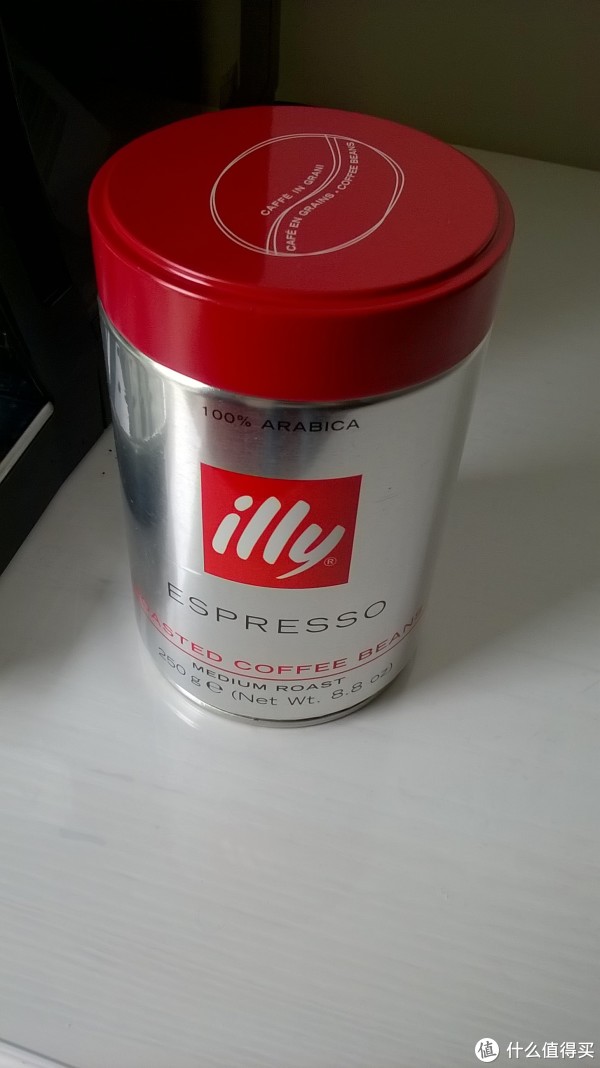 CAFFÈ IN GRANI
CAFÉ EN GRAINS · COFFEE BEANS
100% ARABICA
illy®
ESPRESSO
ROASTED COFFEE BEANS
MEDIUM ROAST
250 g ℮ (Net Wt. 8.8 oz)
值 什么值得买